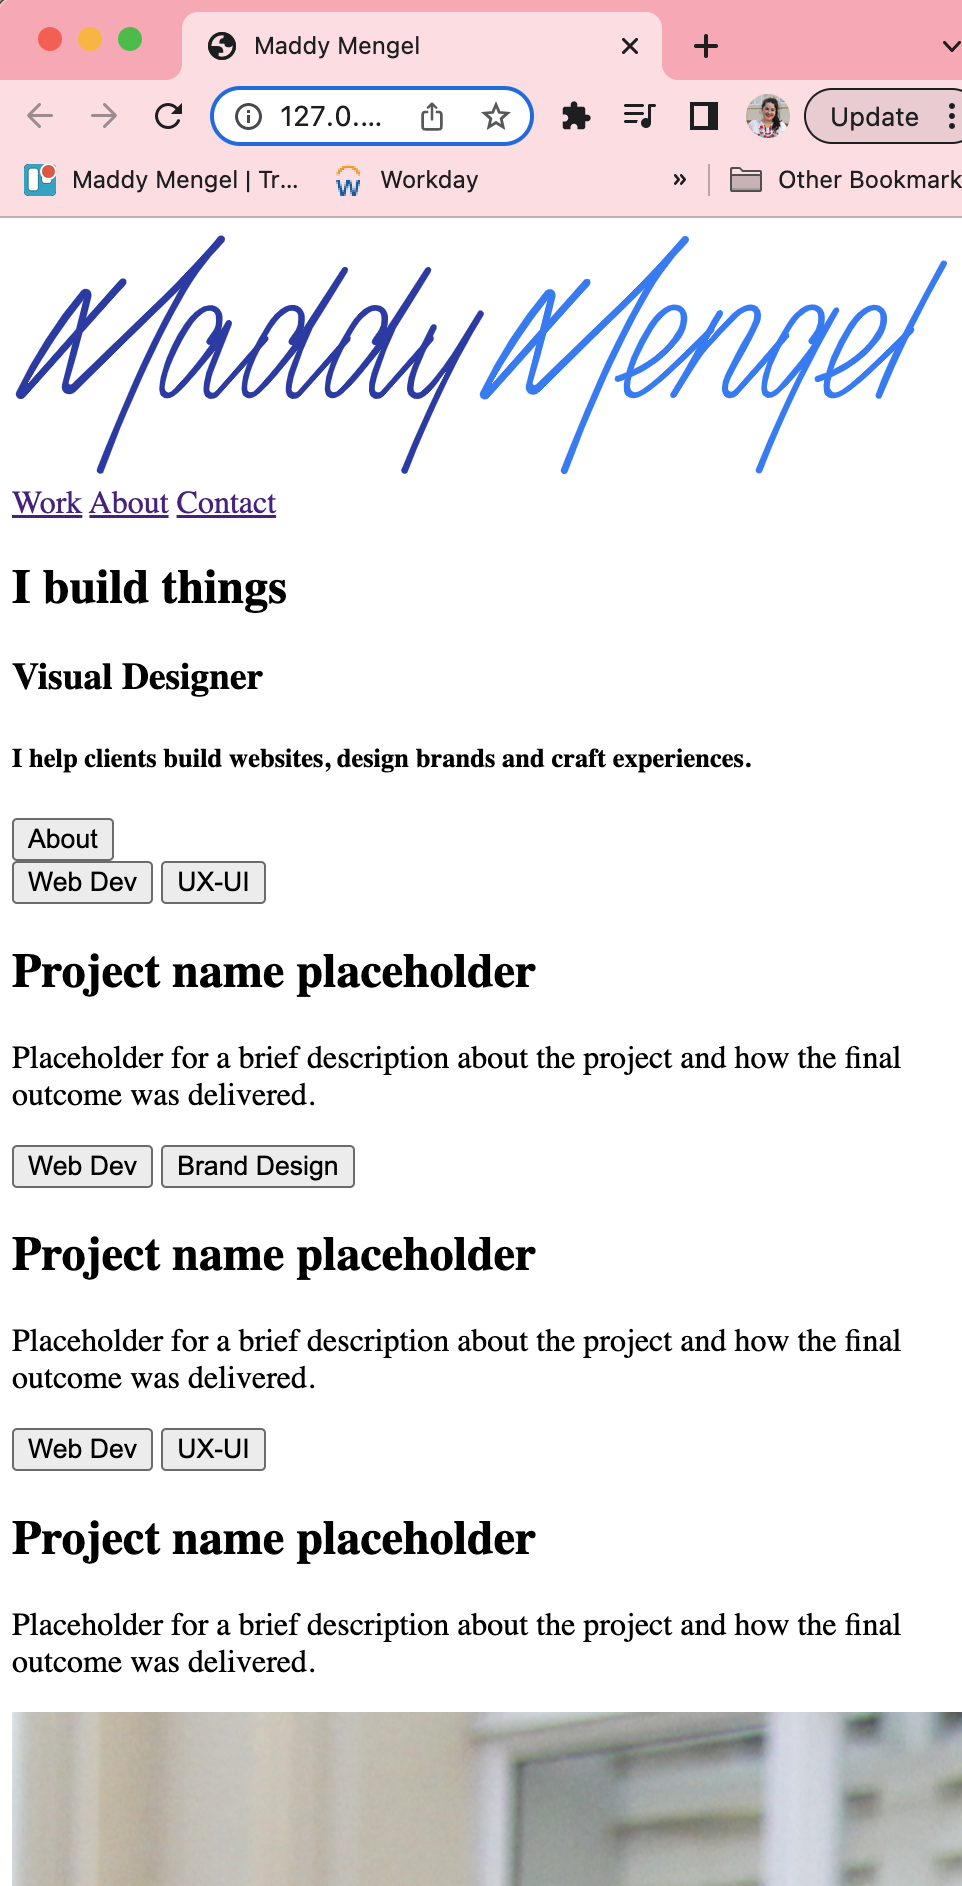 Maddy Mengel
127.0....
Update
Maddy Mengel | Tr...
Workday
»
Other Bookmark
Maddy Mengel
Work About Contact
I build things
Visual Designer
I help clients build websites, design brands and craft experiences.
About
Web Dev UX-UI
Project name placeholder
Placeholder for a brief description about the project and how the final
outcome was delivered.
Web Dev Brand Design
Project name placeholder
Placeholder for a brief description about the project and how the final
outcome was delivered.
Web Dev UX-UI
Project name placeholder
Placeholder for a brief description about the project and how the final
outcome was delivered.